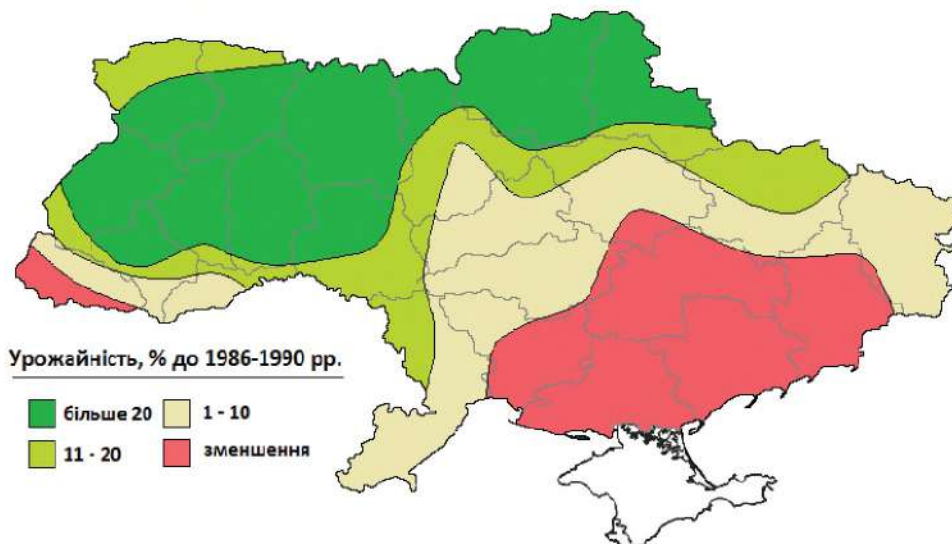 Урожайність, % до 1986-1990 рр.
більше 20
1 - 10
11 - 20
зменшення